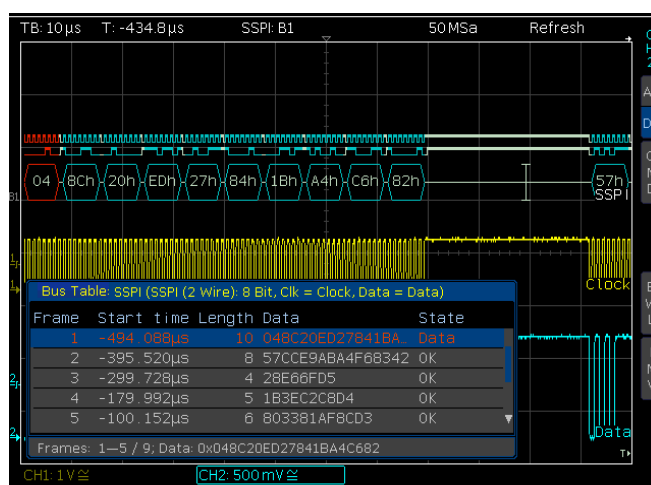 TB: 10µs T: -434.8µs SSPI: B1 50MSa Refresh
04 8Ch 20h EDh 27h 84h 1Bh A4h C6h 82h 57h
B1 SSPI
Clock
Bus Table: SSPI (SSPI (2 Wire): 8 Bit, Clk = Clock, Data = Data)
Frame Start time Length Data State
1 -494.088µs 10 048C20ED27841BA… Data
2 -395.520µs 8 57CCE9ABA4F68342 OK
3 -299.728µs 4 28E66FD5 OK
4 -179.992µs 5 1B3EC2C8D4 OK
5 -100.152µs 6 803381AF8CD3 OK
Frames: 1—5 / 9; Data: 0x048C20ED27841BA4C682
Data
CH1: 1V≅ CH2: 500mV≅